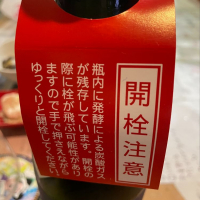 開栓注意
瓶内に発酵による炭酸ガス
が残存しています。開栓の
際に栓が飛ぶ可能性があり
ますので手で押さえながら
ゆっくりと開栓してください